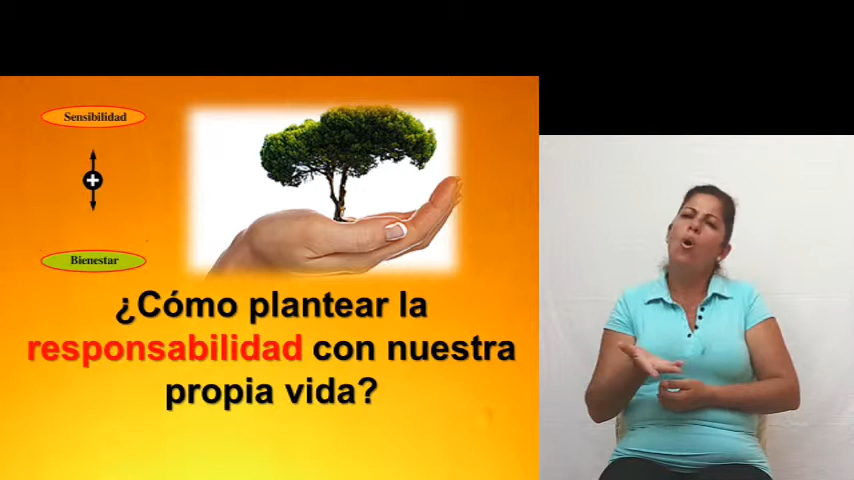 Sensibilidad
Bienestar
¿Cómo plantear la
responsabilidad con nuestra
propia vida?